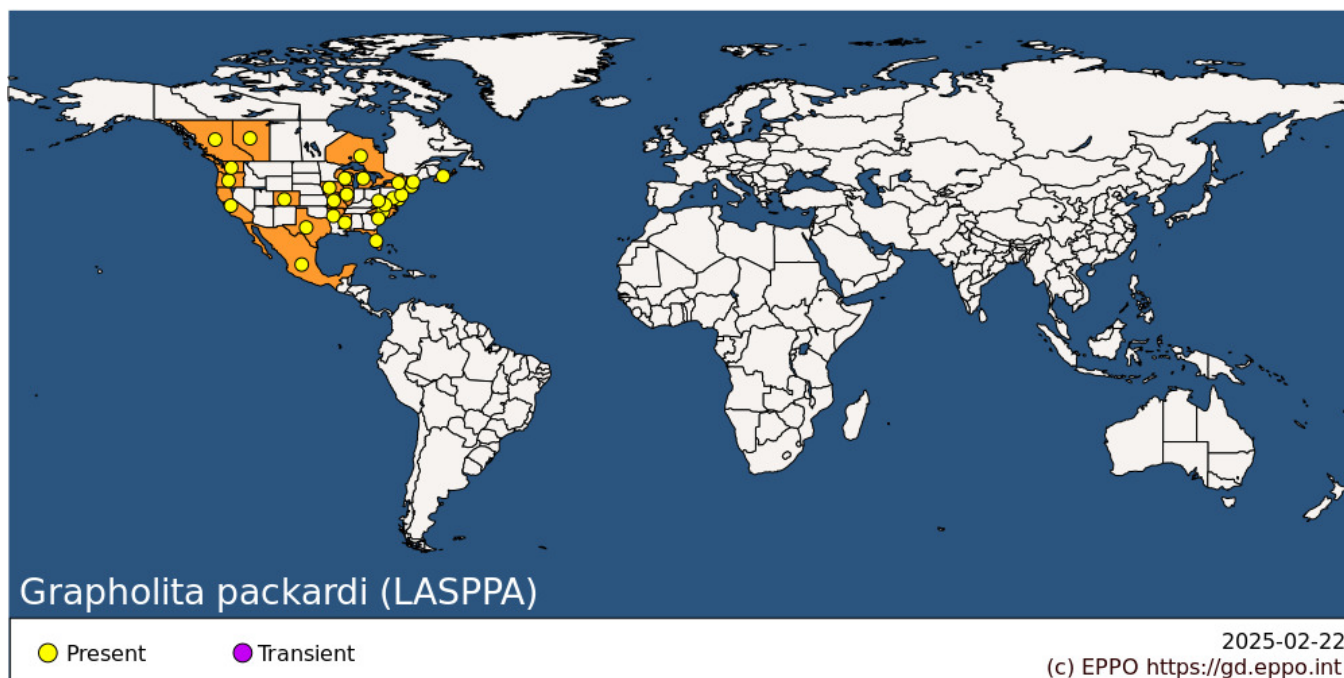 Grapholita packardi (LASPPA)
Present
Transient
2025-02-22
(c) EPPO https://gd.eppo.int